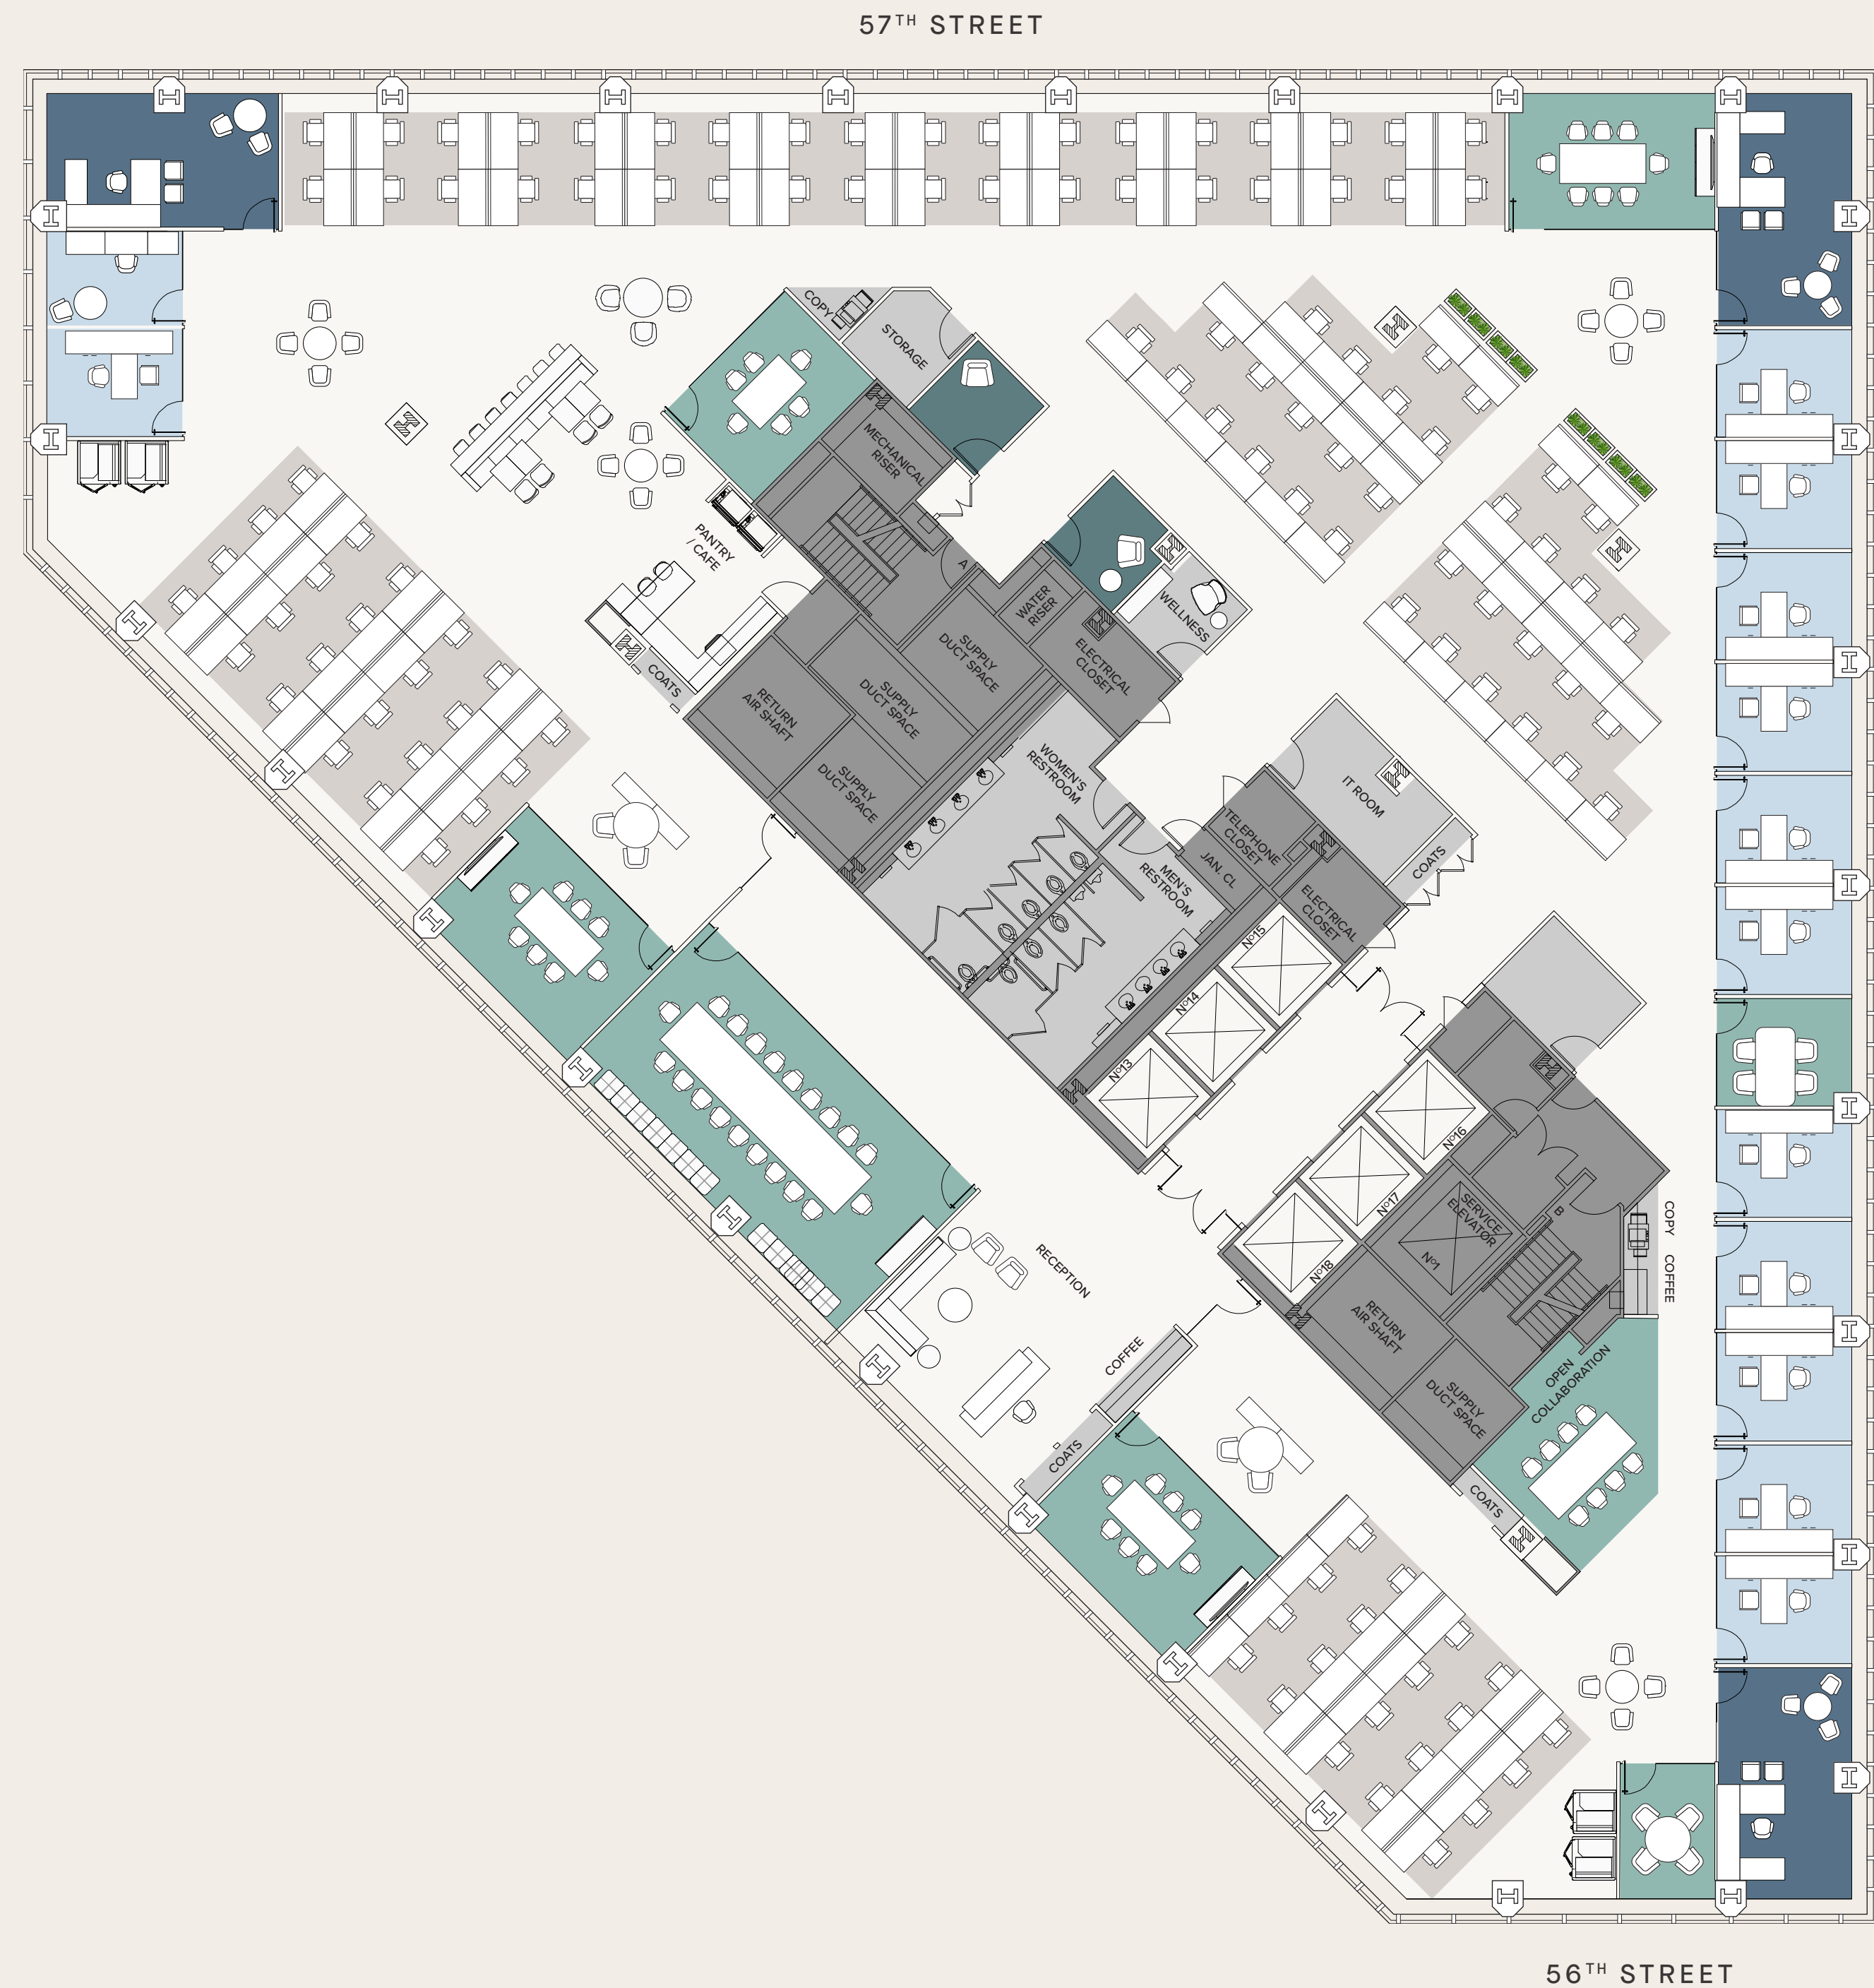 57TH STREET
COPY
STORAGE
MECHANICAL
RISER
PANTRY
/ CAFE
A
WATER
RISER
WELLNESS
SUPPLY
DUCT SPACE
ELECTRICAL
CLOSET
COATS
RETURN
AIR SHAFT
SUPPLY
DUCT SPACE
SUPPLY
DUCT SPACE
WOMEN'S
RESTROOM
IT ROOM
TELEPHONE
CLOSET
JAN. CL
COATS
MEN'S
RESTROOM
ELECTRICAL
CLOSET
Nº15
Nº14
Nº13
Nº16
Nº17
Nº18
SERVICE
ELEVATOR
Nº1
B
COPY
COFFEE
RECEPTION
RETURN
AIR SHAFT
COFFEE
OPEN
COLLABORATION
SUPPLY
DUCT SPACE
COATS
COATS
56TH STREET